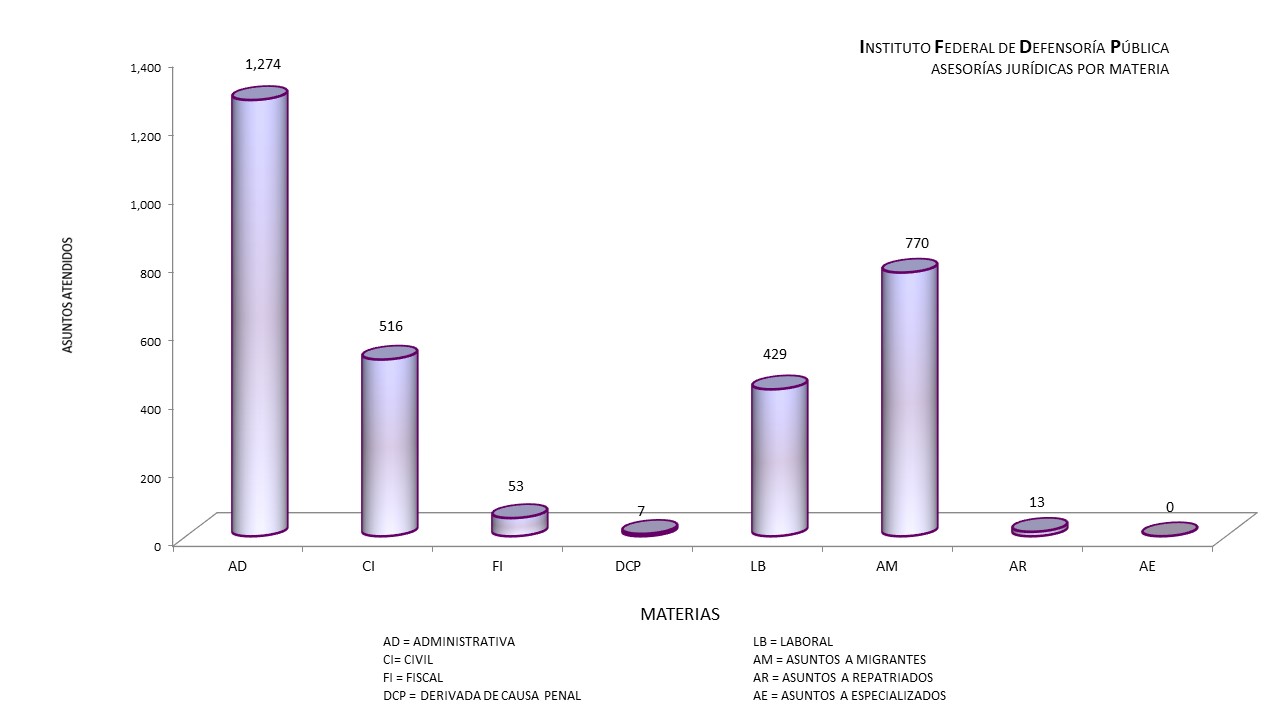 INSTITUTO FEDERAL DE DEFENSORÍA PÚBLICA
ASESORÍAS JURÍDICAS POR MATERIA
ASUNTOS ATENDIDOS
1,400
1,200
1,000
800
600
400
200
0
1,274
516
53
7
429
770
13
0
AD CI FI DCP LB AM AR AE
MATERIAS
AD = ADMINISTRATIVA
CI= CIVIL
FI = FISCAL
DCP = DERIVADA DE CAUSA PENAL
LB = LABORAL
AM = ASUNTOS A MIGRANTES
AR = ASUNTOS A REPATRIADOS
AE = ASUNTOS A ESPECIALIZADOS